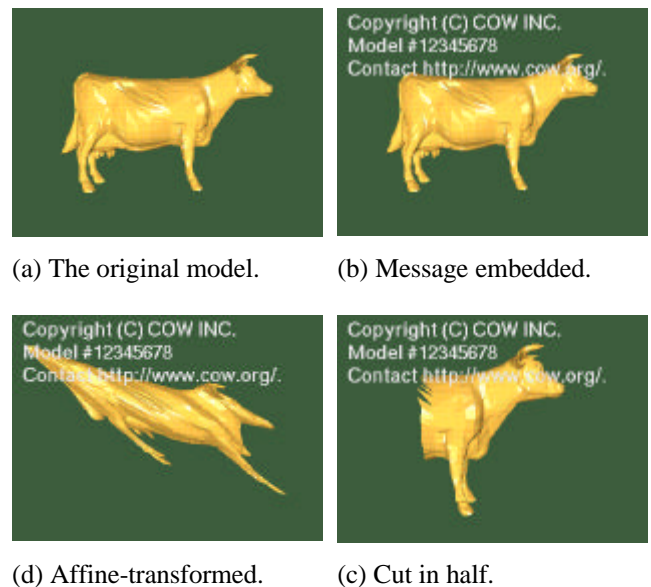 Copyright (C) COW INC.
Model #12345678
Contact http://www.cow.org/.
(a) The original model.
(b) Message embedded.
Copyright (C) COW INC.
Model #12345678
Contact http://www.cow.org/.
Copyright (C) COW INC.
Model #12345678
Contact http://www.cow.org/.
(d) Affine-transformed.
(c) Cut in half.